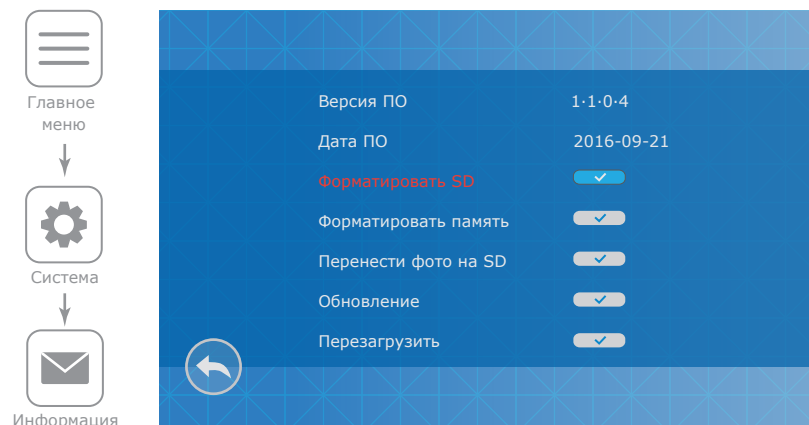 Главное
меню
Система
Информация
Версия ПО 1·1·0·4
Дата ПО 2016-09-21
Форматировать SD
Форматировать память
Перенести фото на SD
Обновление
Перезагрузить